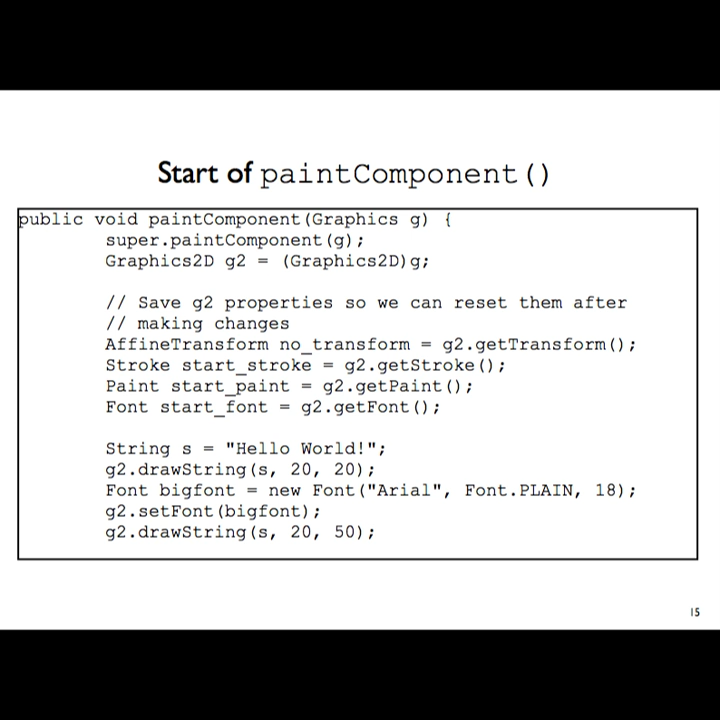 Start of paintComponent()
public void paintComponent(Graphics g) {
super.paintComponent(g);
Graphics2D g2 = (Graphics2D)g;
// Save g2 properties so we can reset them after
// making changes
AffineTransform no_transform = g2.getTransform();
Stroke start_stroke = g2.getStroke();
Paint start_paint = g2.getPaint();
Font start_font = g2.getFont();
String s = "Hello World!";
g2.drawString(s, 20, 20);
Font bigfont = new Font("Arial", Font.PLAIN, 18);
g2.setFont(bigfont);
g2.drawString(s, 20, 50);
15